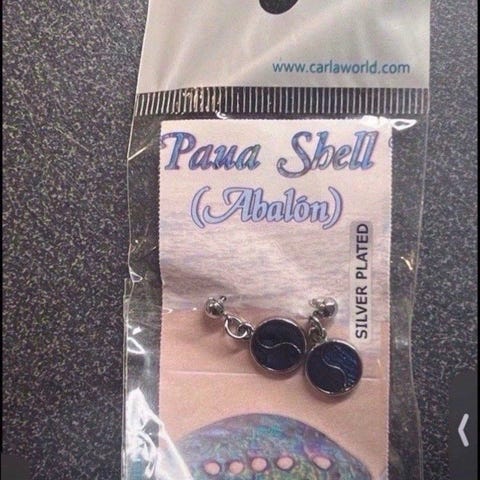 www.carlaworld.com
Paua Shell
(Abalón)
SILVER PLATED